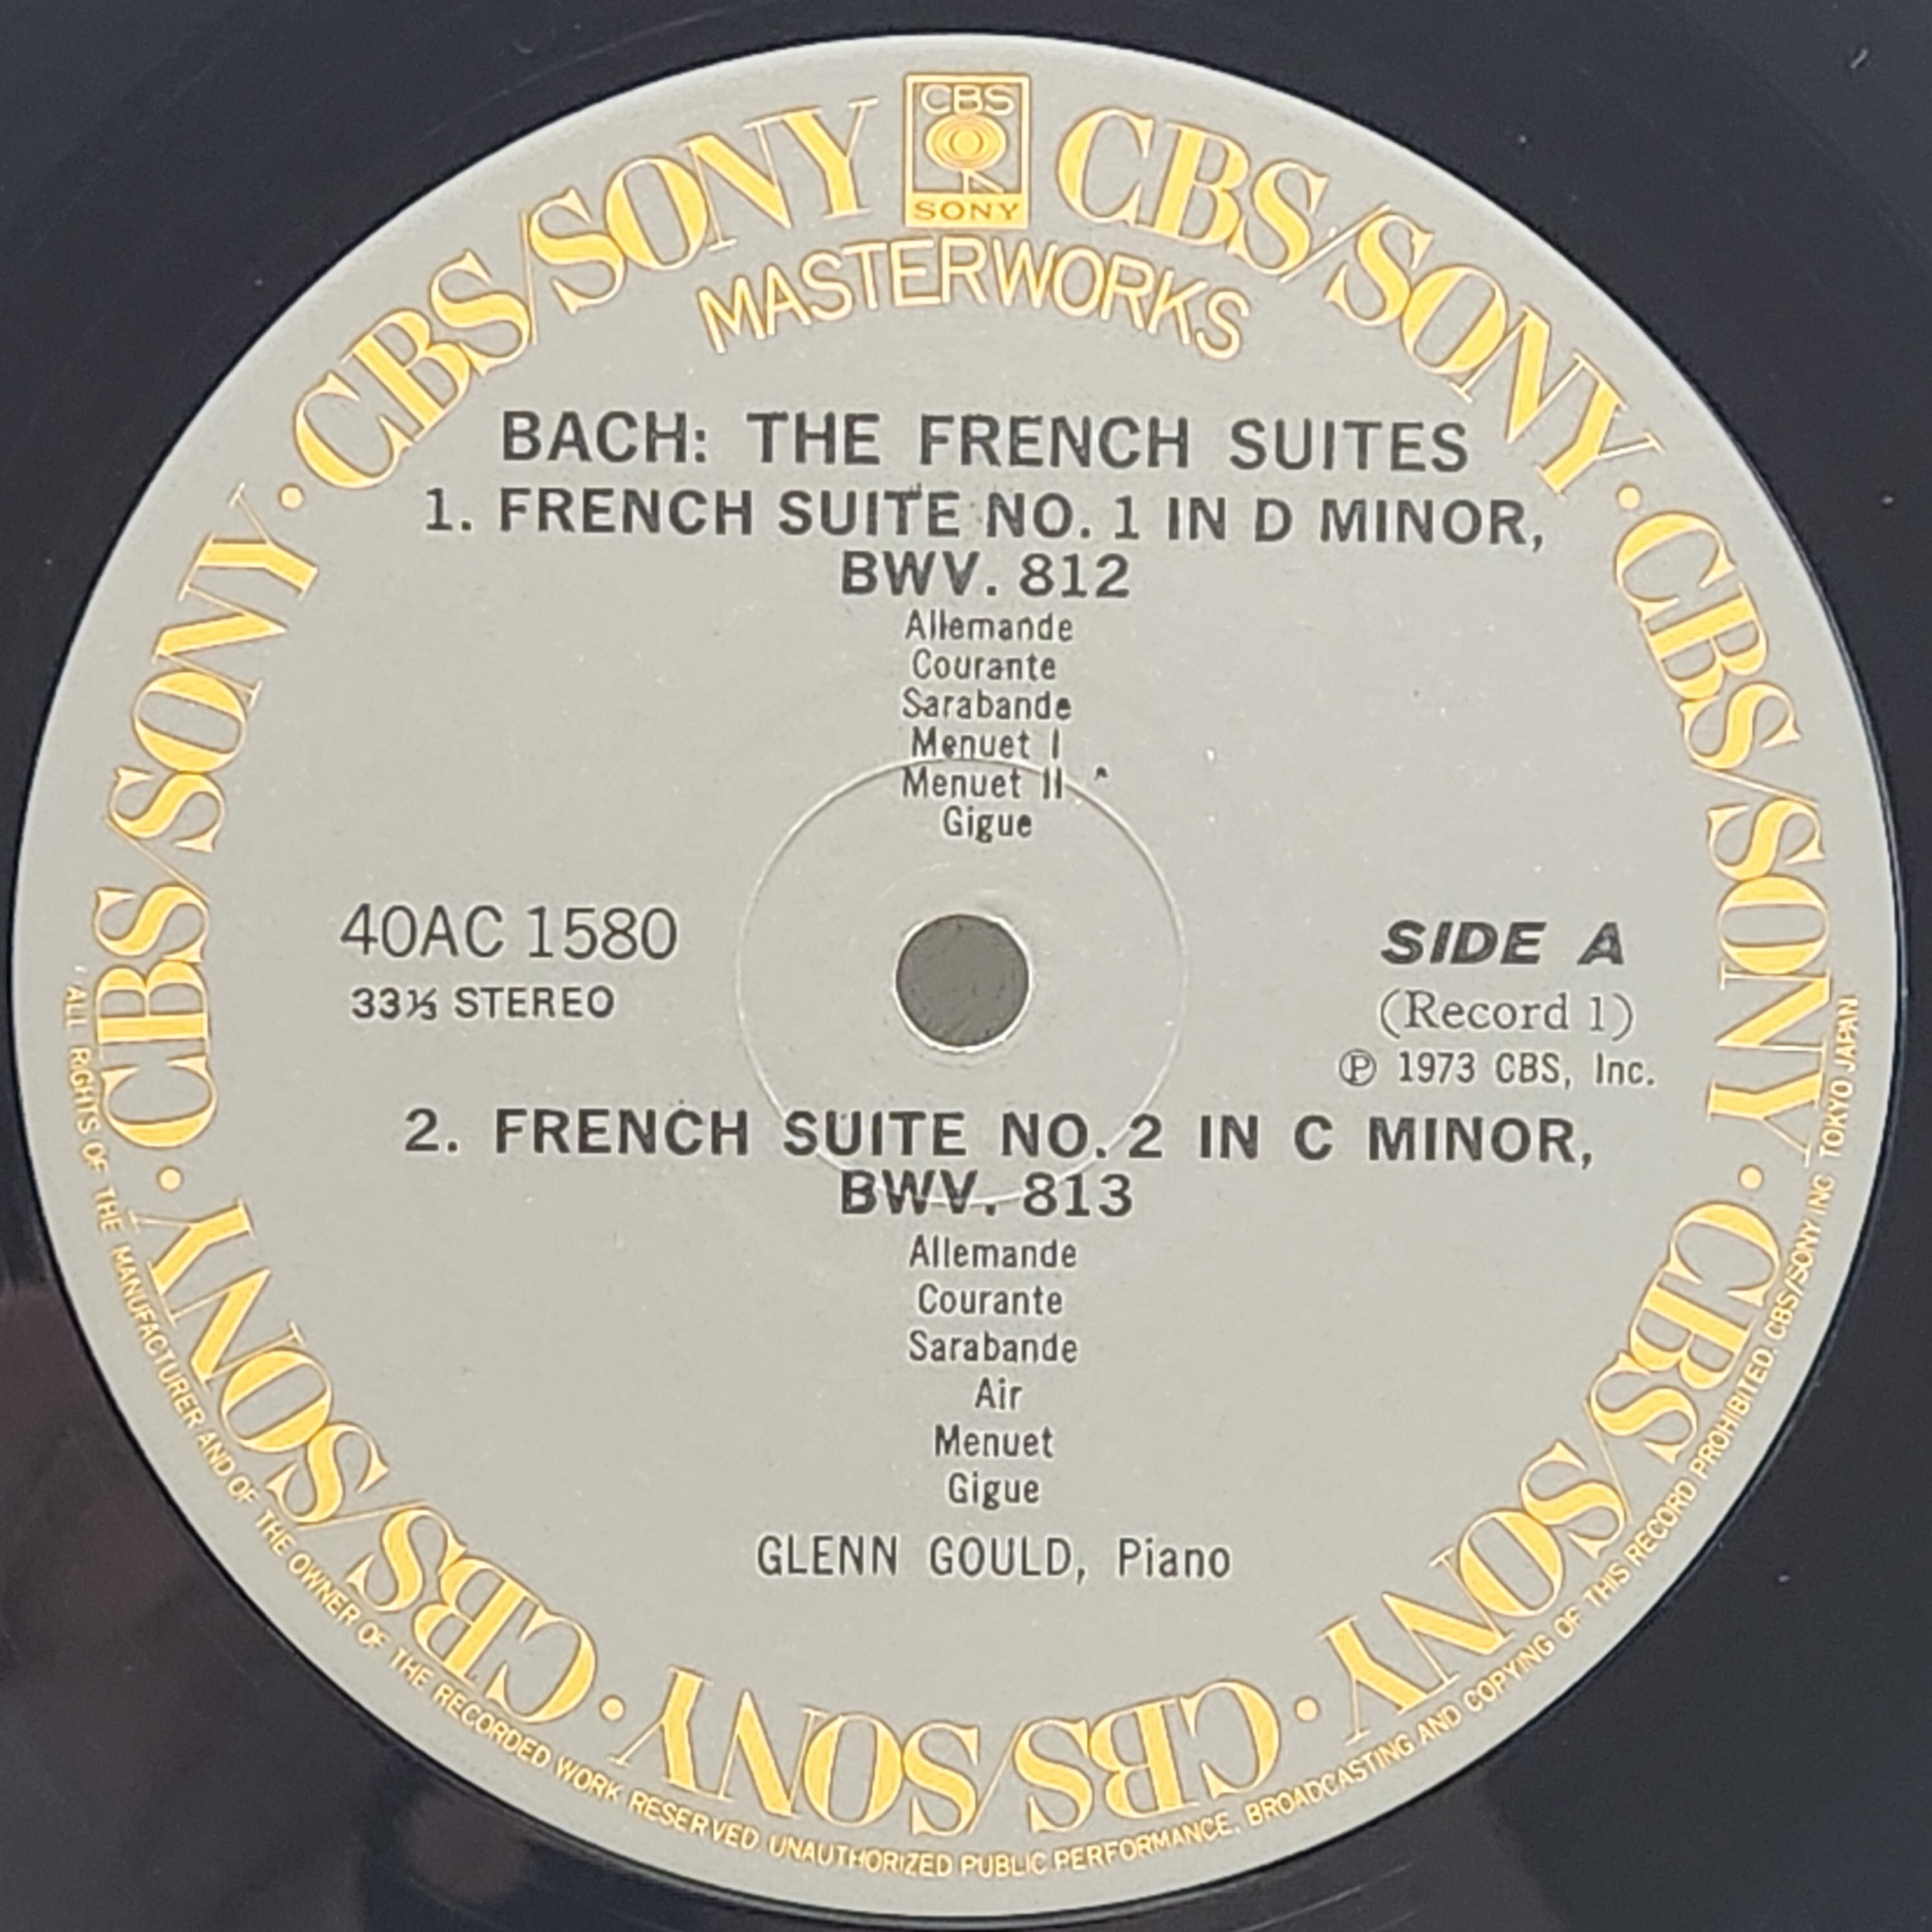 CBS
SONY
CBS/SONY · CBS/SONY · CBS/SONY · CBS/SONY · CBS/SONY · CBS/SONY · CBS/SONY
MASTERWORKS
BACH: THE FRENCH SUITES
1. FRENCH SUITE NO. 1 IN D MINOR,
BWV. 812
Allemande
Courante
Sarabande
Menuet I
Menuet II
Gigue
40AC 1580
33⅓ STEREO
SIDE A
(Record 1)
Ⓟ 1973 CBS, Inc.
2. FRENCH SUITE NO. 2 IN C MINOR,
BWV. 813
Allemande
Courante
Sarabande
Air
Menuet
Gigue
GLENN GOULD, Piano
ALL RIGHTS OF THE MANUFACTURER AND OF THE OWNER OF THE RECORDED WORK RESERVED UNAUTHORIZED PUBLIC PERFORMANCE, BROADCASTING AND COPYING OF THIS RECORD PROHIBITED. CBS/SONY INC TOKYO JAPAN